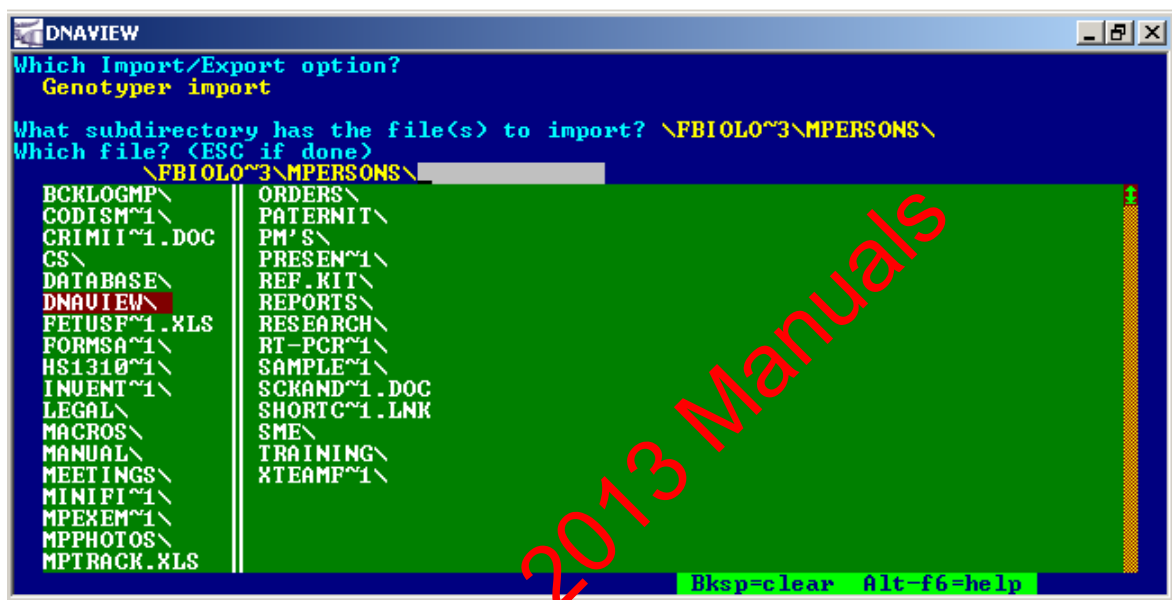 DNAVIEW
Which Import/Export option?
Genotyper import
What subdirectory has the file(s) to import? \FBIOLO~3\MPERSONS\
Which file? (ESC if done)
\FBIOLO~3\MPERSONS\_
BCKLOGMP\
CODISM~1\
CRIMII~1.DOC
CS\
DATABASE\
DNAVIEW\
FETUSF~1.XLS
FORMSA~1\
HS1310~1\
INVENT~1\
LEGAL\
MACROS\
MANUAL\
MEETINGS\
MINIFI~1\
MPEXEM~1\
MPPHOTOS\
MPTRACK.XLS
ORDERS\
PATERNIT\
PM'S\
PRESEN~1\
REF.KIT\
REPORTS\
RESEARCH\
RT-PCR~1\
SAMPLE~1\
SCKAND~1.DOC
SHORTC~1.LNK
SME\
TRAINING\
XTEAMF~1\
2013 Manuals
Bksp=clear Alt-f6=help